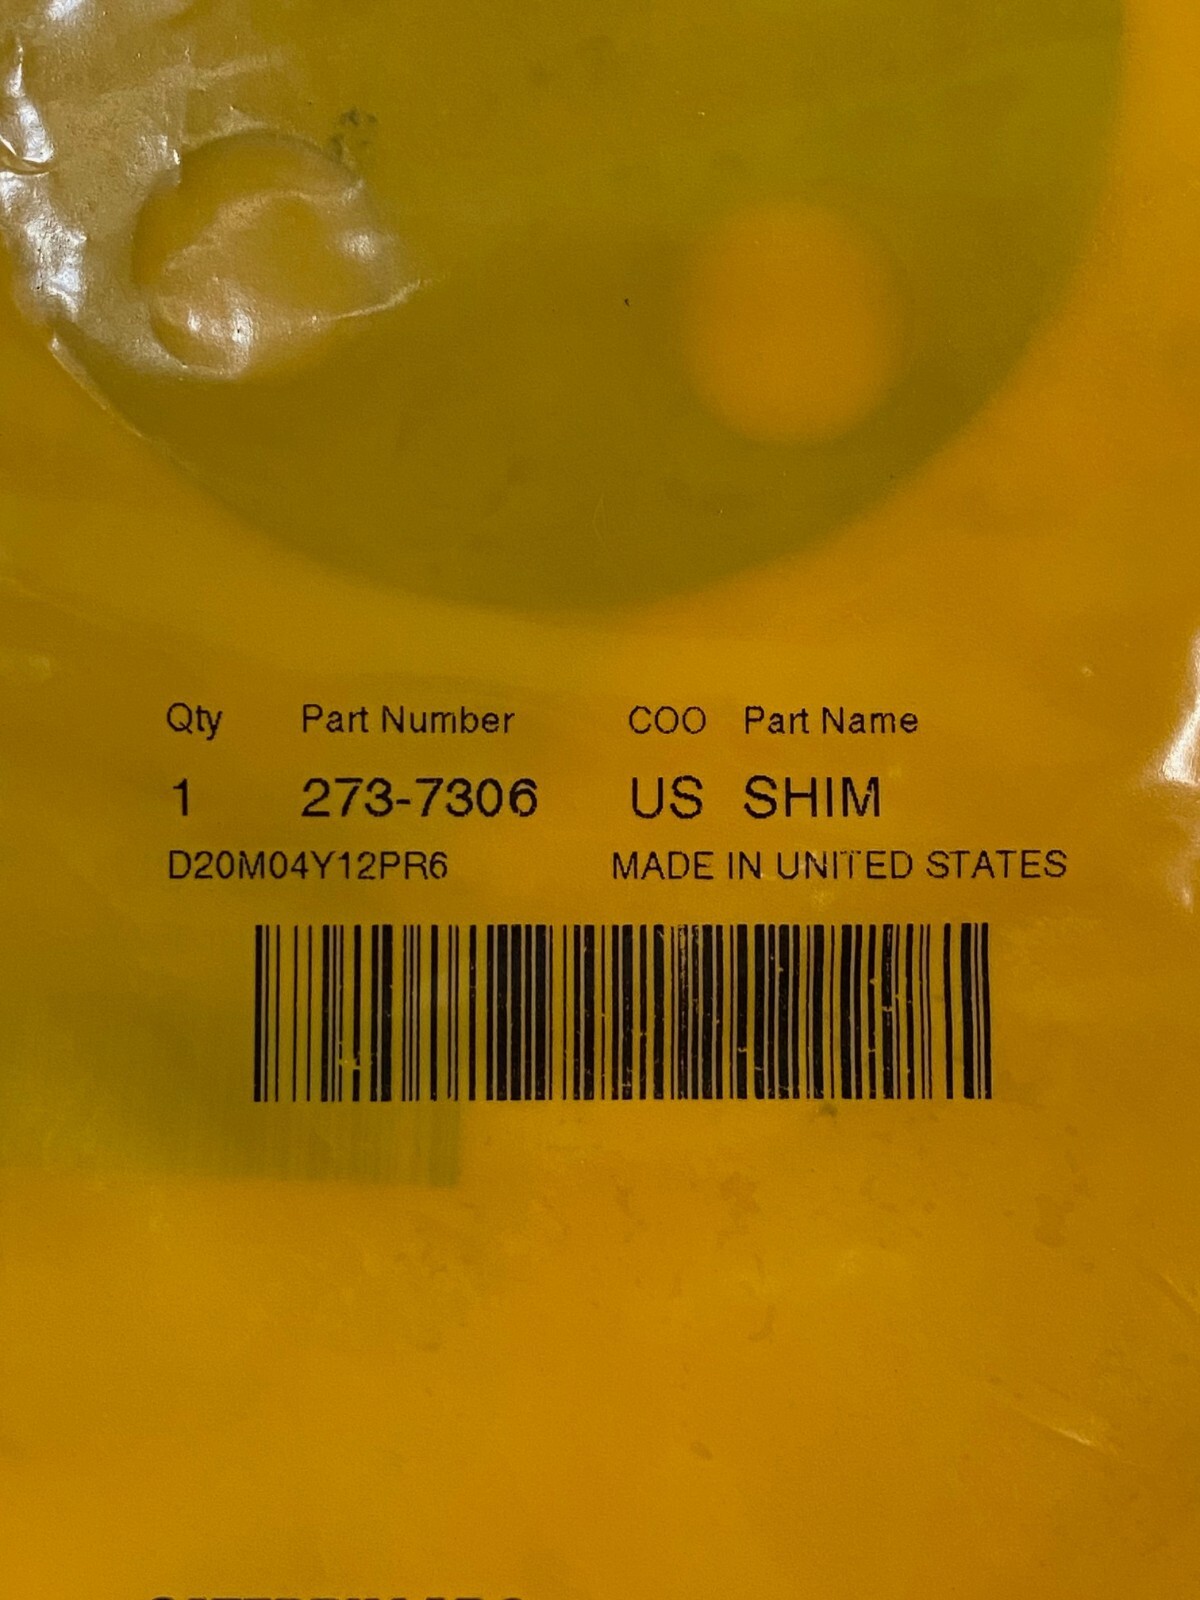 Qty Part Number COO Part Name
1 273-7306 US SHIM
D20M04Y12PR6 MADE IN UNITED STATES